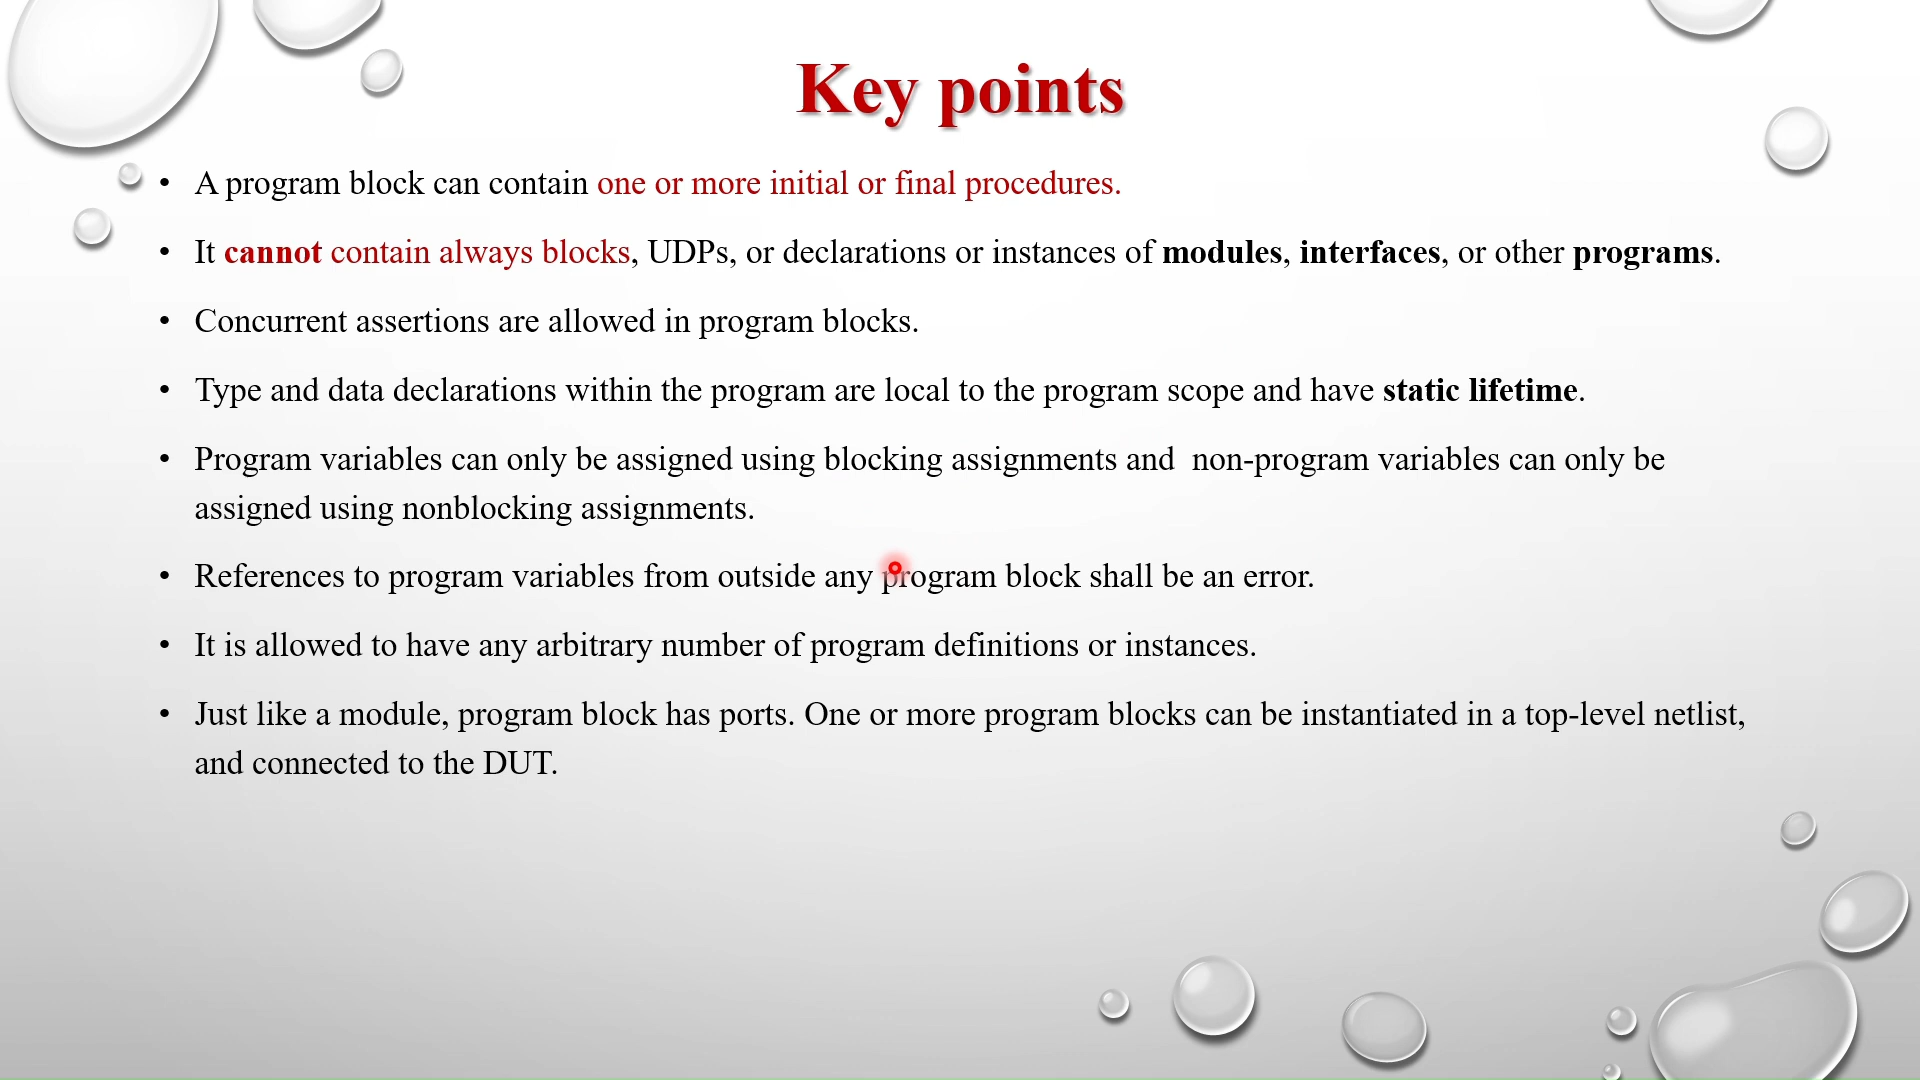 Key points
• A program block can contain one or more initial or final procedures.
• It cannot contain always blocks, UDPs, or declarations or instances of modules, interfaces, or other programs.
• Concurrent assertions are allowed in program blocks.
• Type and data declarations within the program are local to the program scope and have static lifetime.
• Program variables can only be assigned using blocking assignments and  non-program variables can only be
assigned using nonblocking assignments.
• References to program variables from outside any program block shall be an error.
• It is allowed to have any arbitrary number of program definitions or instances.
• Just like a module, program block has ports. One or more program blocks can be instantiated in a top-level netlist,
and connected to the DUT.